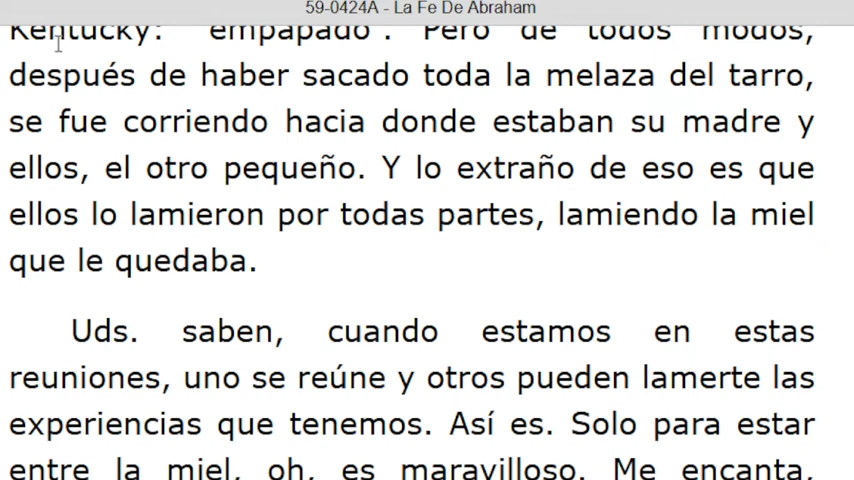 59-0424A - La Fe De Abraham
Kentucky: "empapado". Pero de todos modos,
después de haber sacado toda la melaza del tarro,
se fue corriendo hacia donde estaban su madre y
ellos, el otro pequeño. Y lo extraño de eso es que
ellos lo lamieron por todas partes, lamiendo la miel
que le quedaba.
Uds. saben, cuando estamos en estas
reuniones, uno se reúne y otros pueden lamerte las
experiencias que tenemos. Así es. Solo para estar
entre la miel, oh, es maravilloso. Me encanta,